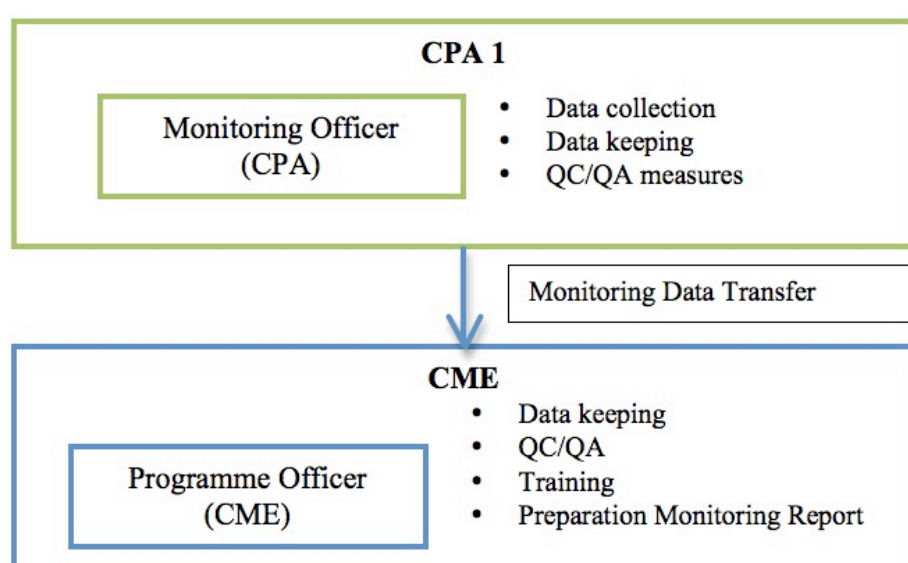 CPA 1
Monitoring Officer
(CPA)
• Data collection
• Data keeping
• QC/QA measures
Monitoring Data Transfer
CME
• Data keeping
• QC/QA
• Training
• Preparation Monitoring Report
Programme Officer
(CME)